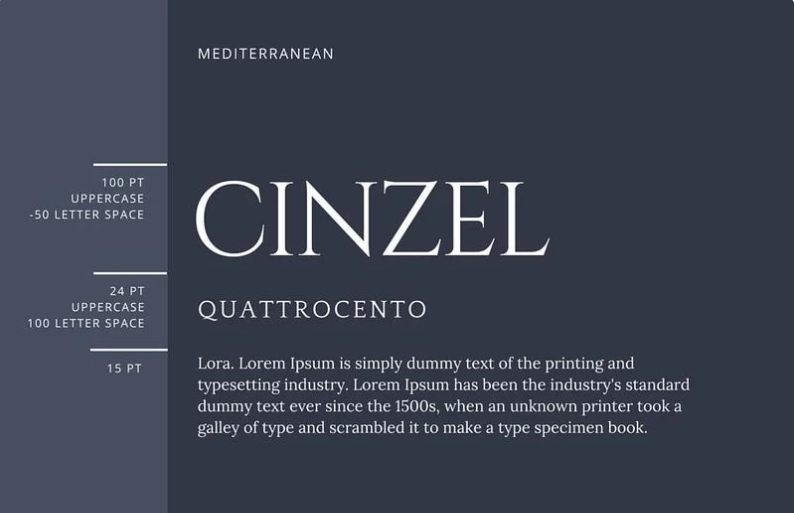 MEDITERRANEAN
100 PT
UPPERCASE
-50 LETTER SPACE
CINZEL
24 PT
UPPERCASE
100 LETTER SPACE
QUATTROCENTO
15 PT
Lora. Lorem Ipsum is simply dummy text of the printing and
typesetting industry. Lorem Ipsum has been the industry's standard
dummy text ever since the 1500s, when an unknown printer took a
galley of type and scrambled it to make a type specimen book.